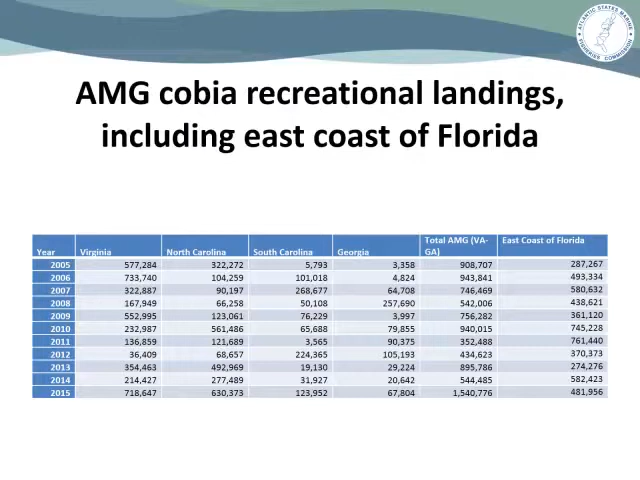 ATLANTIC STATES MARINE
FISHERIES COMMISSION
AMG cobia recreational landings,
including east coast of Florida
Year Virginia North Carolina South Carolina Georgia Total AMG (VA-GA) East Coast of Florida
2005 577,284 322,272 5,793 3,358 908,707 287,267
2006 733,740 104,259 101,018 4,824 943,841 493,334
2007 322,887 90,197 268,677 64,708 746,469 580,632
2008 167,949 66,258 50,108 257,690 542,006 438,621
2009 552,995 123,061 76,229 3,997 756,282 361,120
2010 232,987 561,486 65,688 79,855 940,015 745,228
2011 136,859 121,689 3,565 90,375 352,488 761,440
2012 36,409 68,657 224,365 105,193 434,623 370,373
2013 354,463 492,969 19,130 29,224 895,786 274,276
2014 214,427 277,489 31,927 20,642 544,485 582,423
2015 718,647 630,373 123,952 67,804 1,540,776 481,956